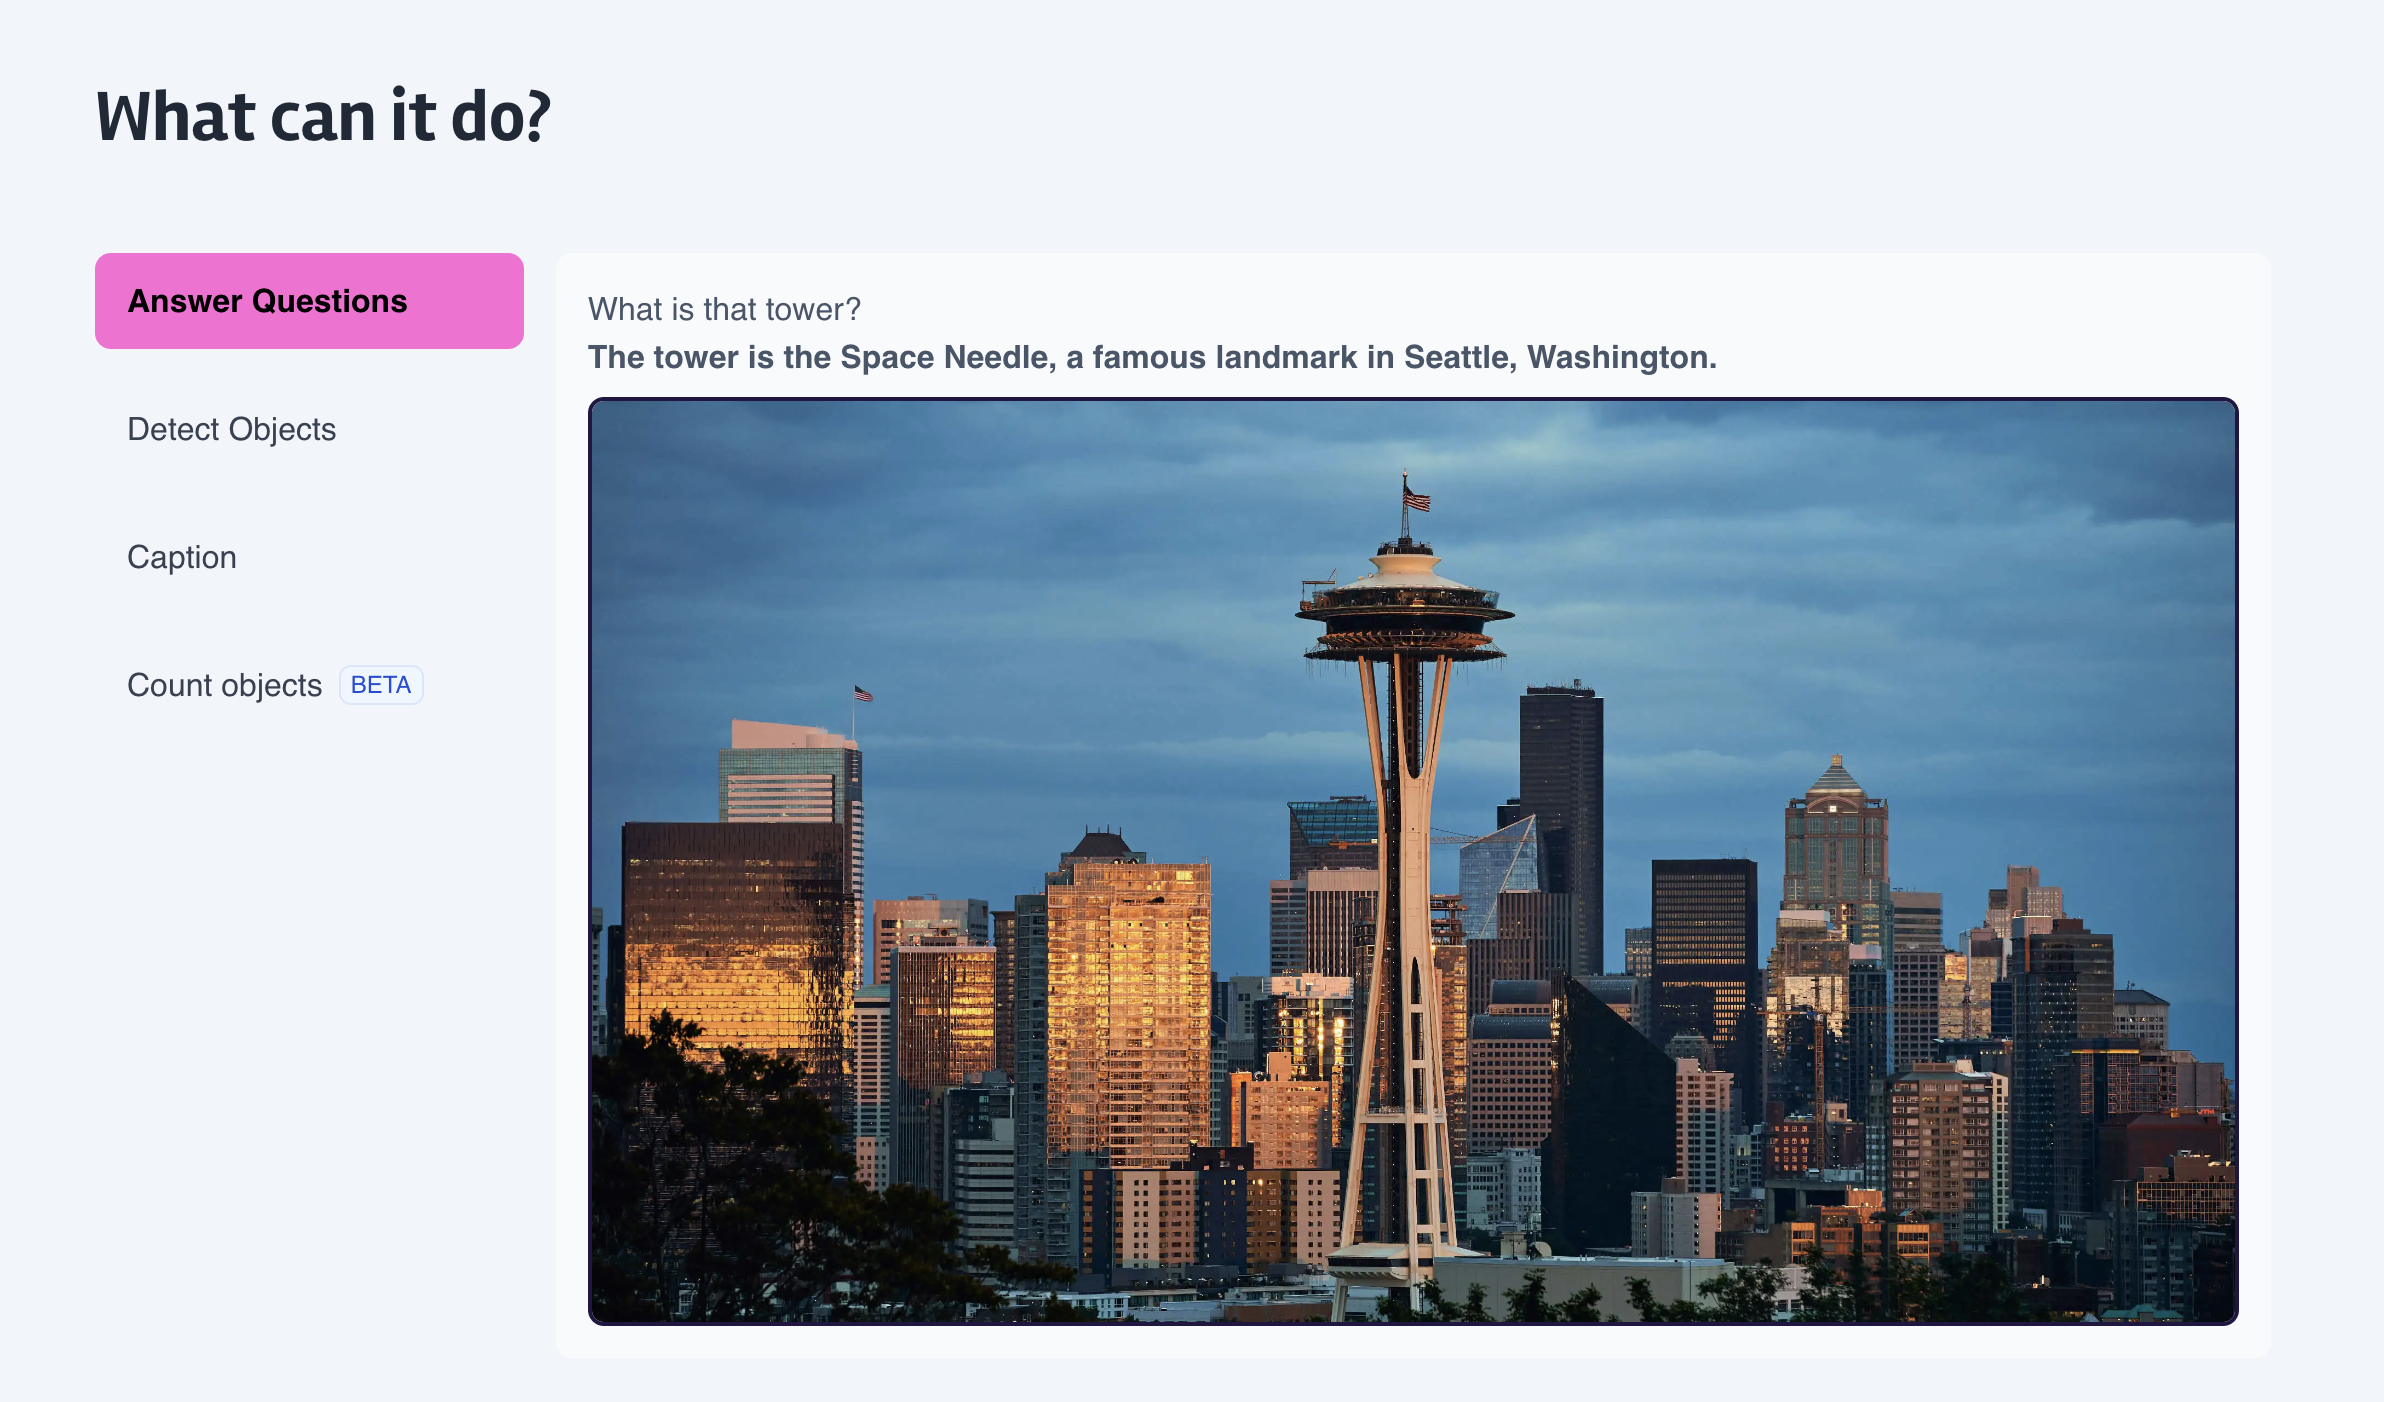 What can it do?
Answer Questions
Detect Objects
Caption
Count objects BETA
What is that tower?
The tower is the Space Needle, a famous landmark in Seattle, Washington.